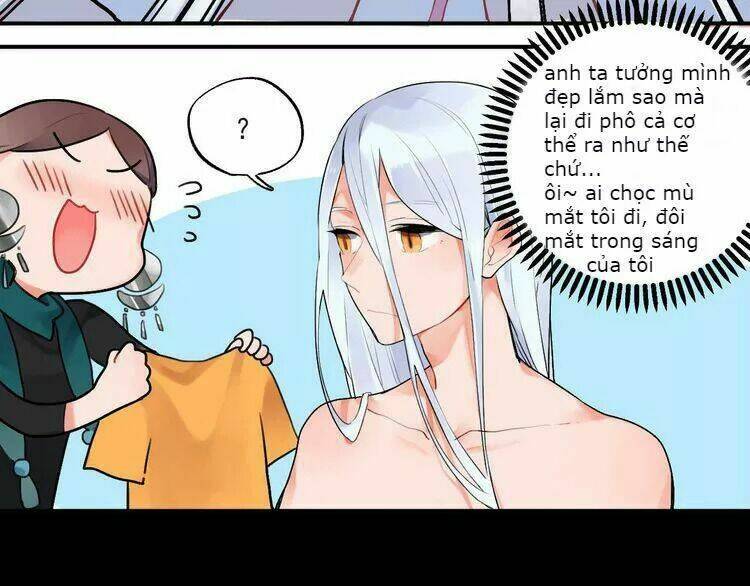 ?
anh ta tưởng mình
đẹp lắm sao mà
lại đi phô cả cơ
thể ra như thế
chứ...
ôi~ ai chọc mù
mắt tôi đi, đôi
mắt trong sáng
của tôi